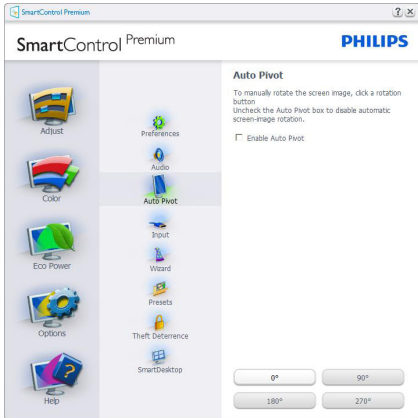 SmartControl Premium
SmartControl Premium
PHILIPS
Adjust
Color
Eco Power
Options
Help
Preferences
Audio
Auto Pivot
Input
Wizard
Presets
Theft Deterrence
SmartDesktop
Auto Pivot
To manually rotate the screen image, click a rotation
button
Uncheck the Auto Pivot box to disable automatic
screen-image rotation.
Enable Auto Pivot
0°
90°
180°
270°